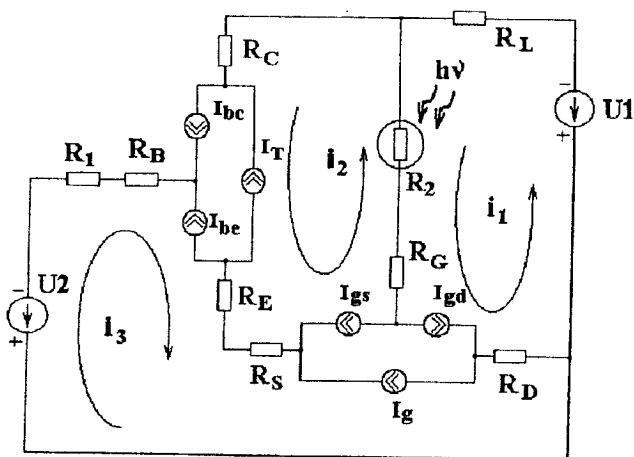 R_C
R_L
hν
I_bc
U1
R_1
R_B
I_T
i_2
R_2
i_1
I_be
R_G
U2
R_E
I_gs
I_gd
i_3
R_S
I_g
R_D
-
+
-
+